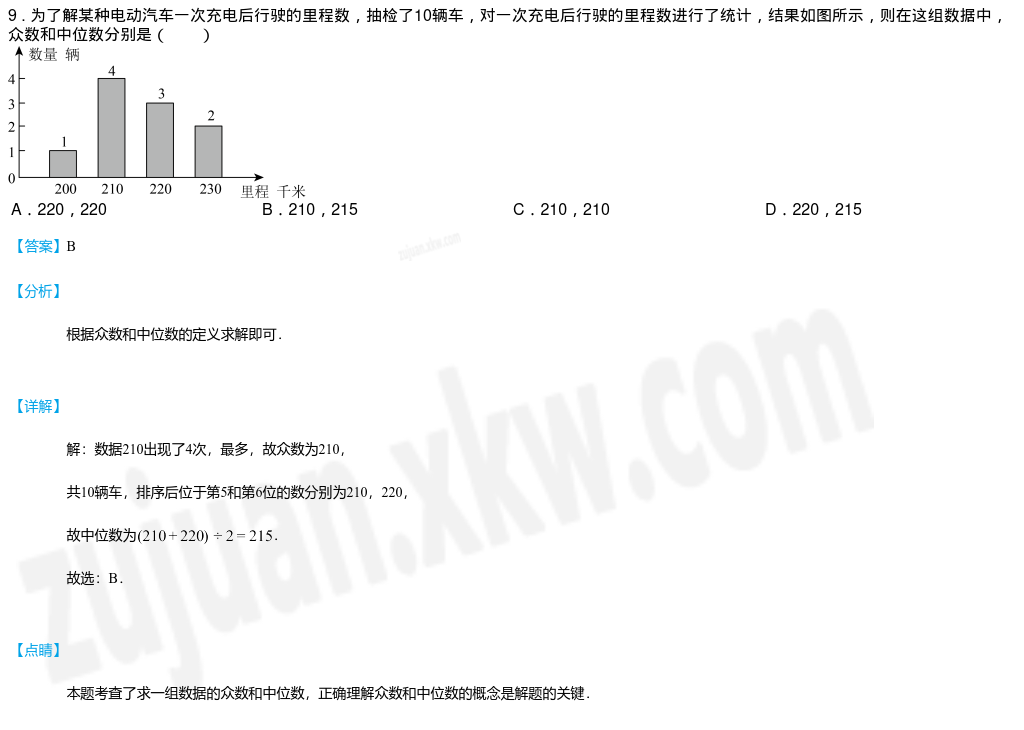 9．为了解某种电动汽车一次充电后行驶的里程数，抽检了10辆车，对一次充电后行驶的里程数进行了统计，结果如图所示，则在这组数据中，
众数和中位数分别是（　　）
数量 辆
4
3
2
1
0
1
4
3
2
200 210 220 230 里程 千米
A．220，220 B．210，215 C．210，210 D．220，215
【答案】B
zujuan.xkw.com
【分析】
根据众数和中位数的定义求解即可．
【详解】
解：数据210出现了4次，最多，故众数为210，
共10辆车，排序后位于第5和第6位的数分别为210，220，
故中位数为(210+220)÷2=215．
故选：B．
【点睛】
本题考查了求一组数据的众数和中位数，正确理解众数和中位数的概念是解题的关键．
zujuan.xkw.com